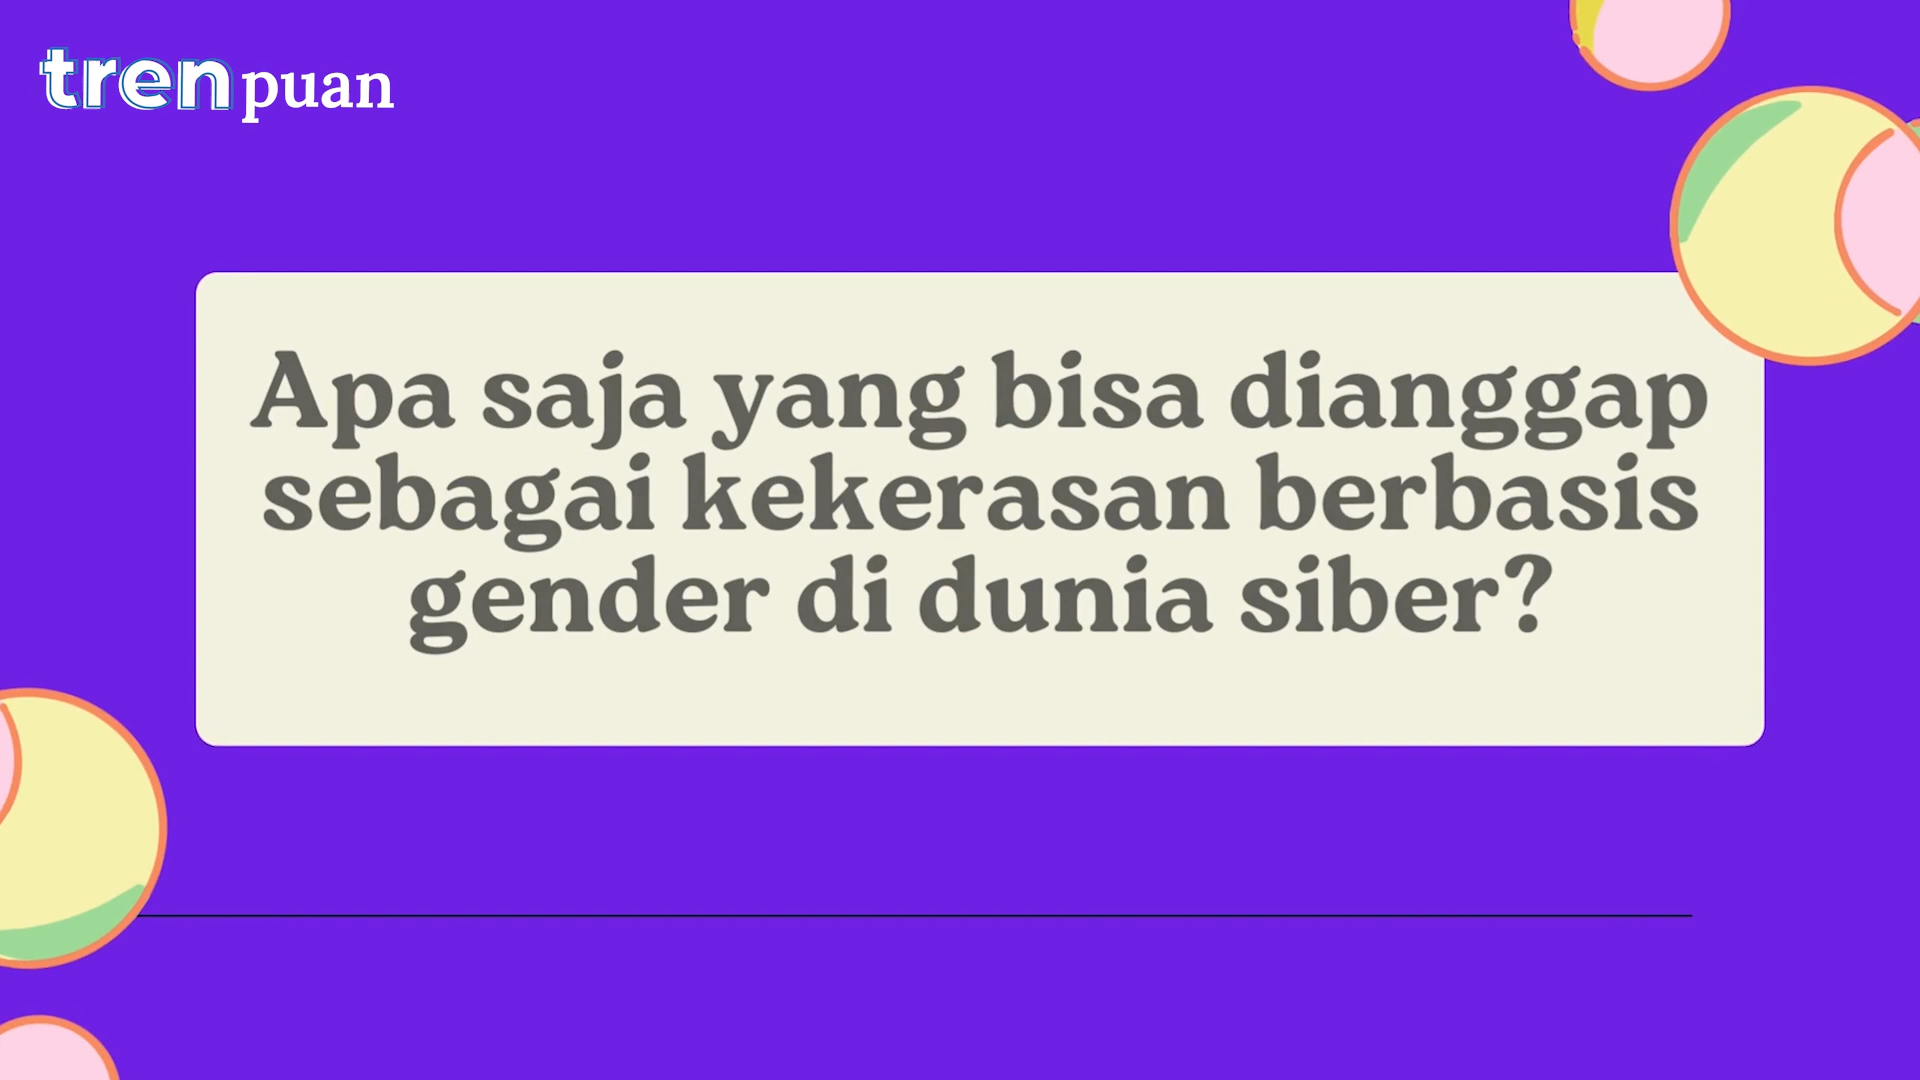 trenpuan
Apa saja yang bisa dianggap
sebagai kekerasan berbasis
gender di dunia siber?